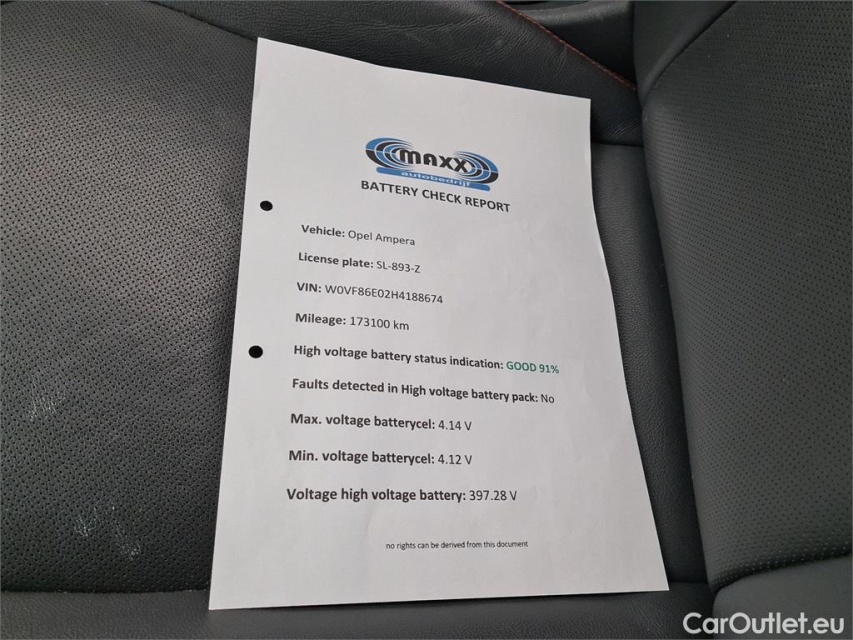 maxx
autobedrijf
BATTERY CHECK REPORT
Vehicle: Opel Ampera
License plate: SL-893-Z
VIN: W0VF86E02H4188674
Mileage: 173100 km
High voltage battery status indication: GOOD 91%
Faults detected in High voltage battery pack: No
Max. voltage batterycel: 4.14 V
Min. voltage batterycel: 4.12 V
Voltage high voltage battery: 397.28 V
no rights can be derived from this document
CarOutlet.eu